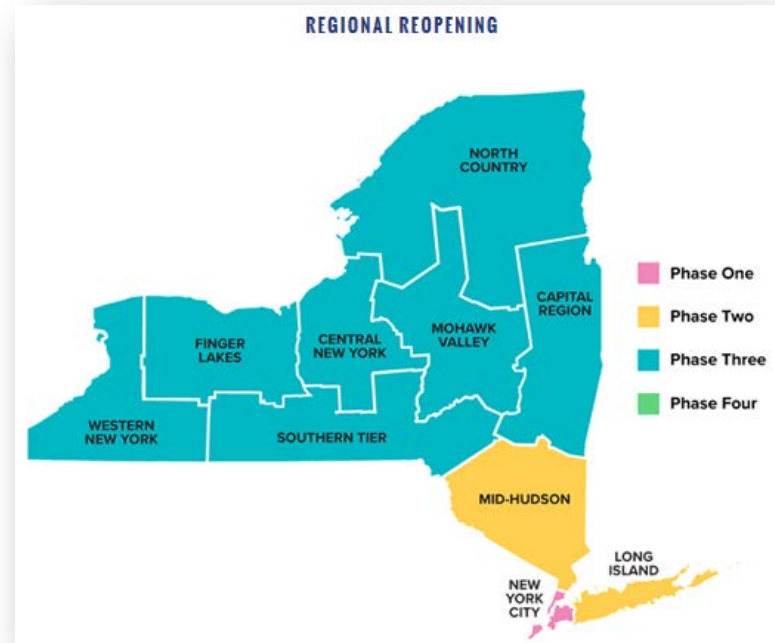 REGIONAL REOPENING
NORTH
COUNTRY
CAPITAL
REGION
FINGER
LAKES
CENTRAL
NEW YORK
MOHAWK
VALLEY
WESTERN
NEW YORK
SOUTHERN TIER
MID-HUDSON
LONG
ISLAND
NEW
YORK
CITY
Phase One
Phase Two
Phase Three
Phase Four